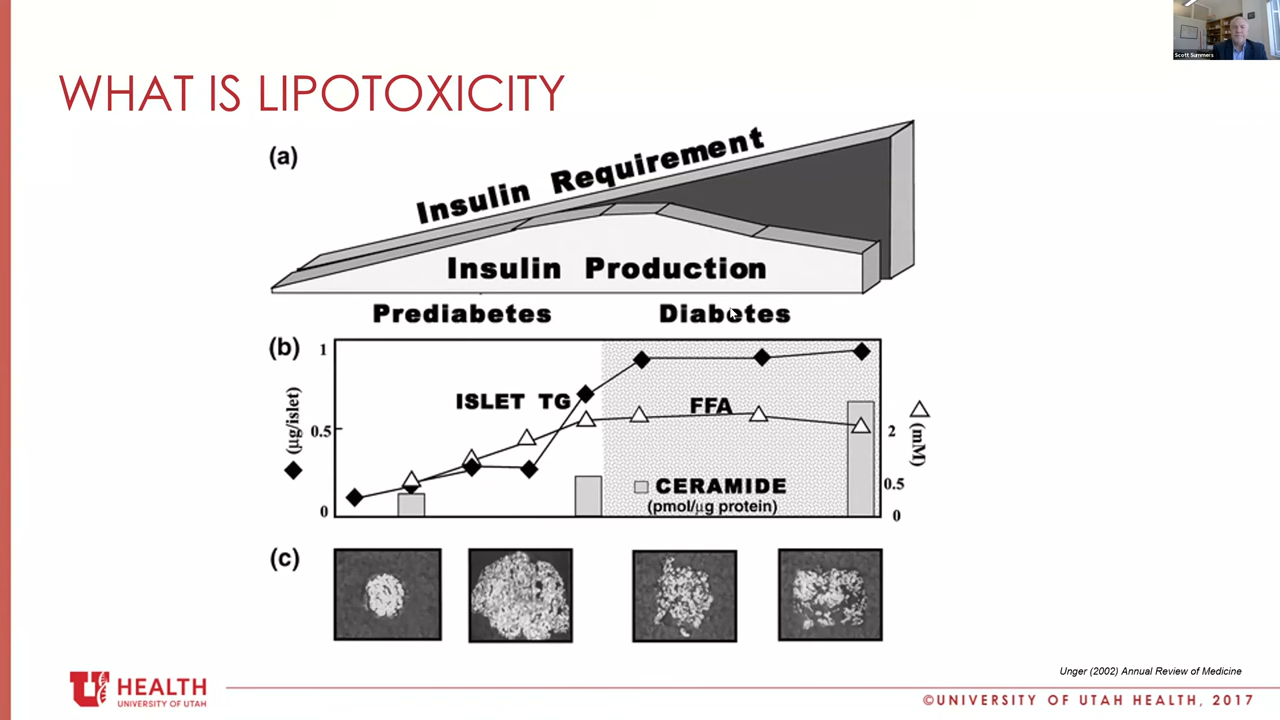 Scott Summers
WHAT IS LIPOTOXICITY
(a)
Insulin Requirement
Insulin Production
Prediabetes
Diabetes
(b)
1
0.5
0
(μg/islet)
ISLET TG
FFA
CERAMIDE
(pmol/μg protein)
2
0.5
0
(mM)
(c)
Unger (2002) Annual Review of Medicine
U
HEALTH
UNIVERSITY OF UTAH
©UNIVERSITY OF UTAH HEALTH, 2017